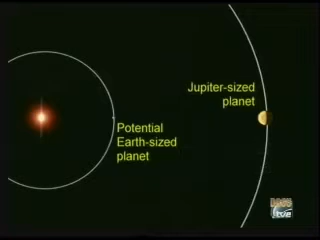 Jupiter-sized
planet
Potential
Earth-sized
planet